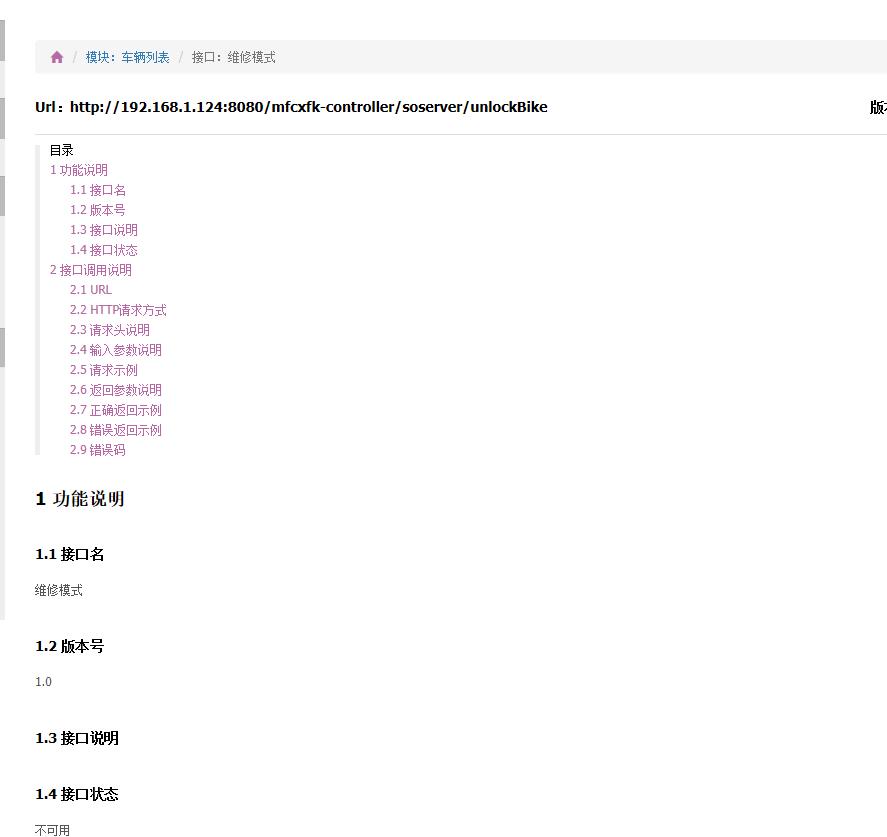 / 模块：车辆列表 / 接口：维修模式
Url：http://192.168.1.124:8080/mfcxfk-controller/soserver/unlockBike 版本
目录
1 功能说明
1.1 接口名
1.2 版本号
1.3 接口说明
1.4 接口状态
2 接口调用说明
2.1 URL
2.2 HTTP请求方式
2.3 请求头说明
2.4 输入参数说明
2.5 请求示例
2.6 返回参数说明
2.7 正确返回示例
2.8 错误返回示例
2.9 错误码
1 功能说明
1.1 接口名
维修模式
1.2 版本号
1.0
1.3 接口说明
1.4 接口状态
不可用